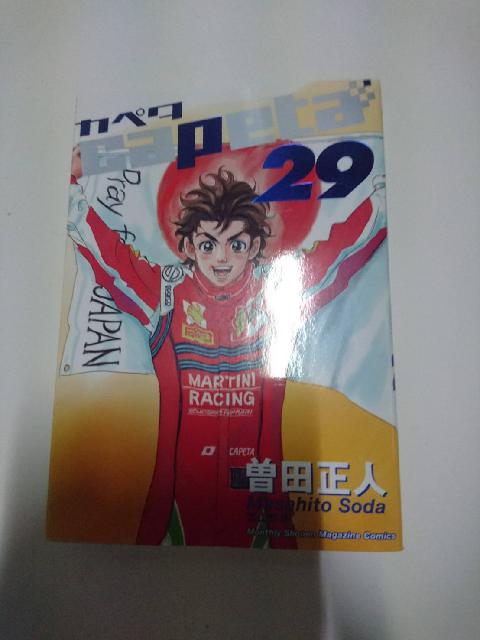 カペタ
capeta
29
Pray f
JAPAN
MARTINI
RACING
CAPETA
曽田正人
Masahito Soda
Monthly Shonen Magazine Comics